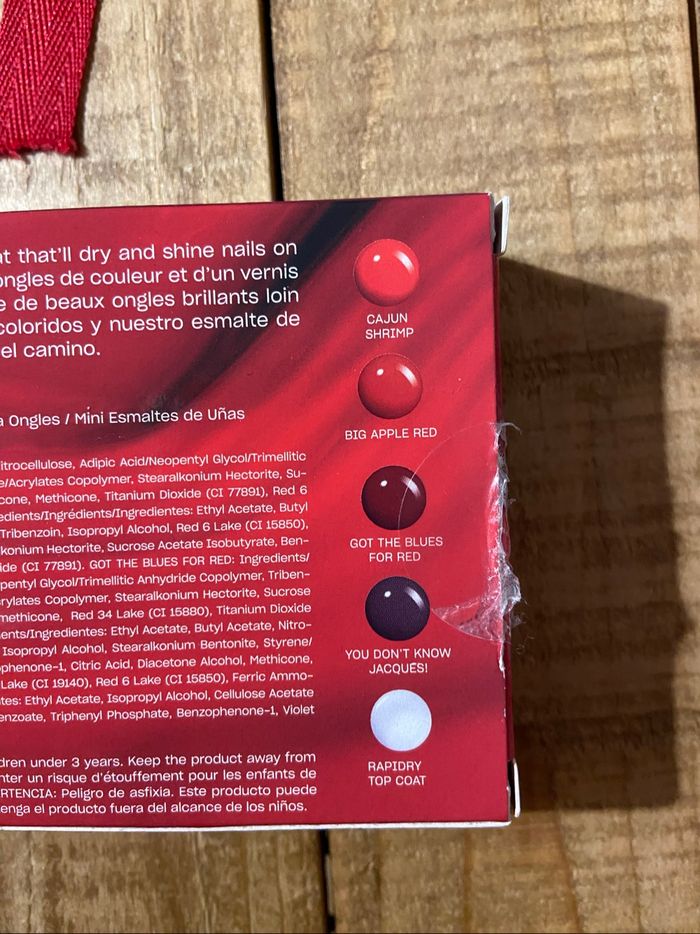 at that'll dry and shine nails on
ongles de couleur et d'un vernis
e de beaux ongles brillants loin
coloridos y nuestro esmalte de
el camino.
a Ongles / Mini Esmaltes de Uñas
itrocellulose, Adipic Acid/Neopentyl Glycol/Trimellitic
e/Acrylates Copolymer, Stearalkonium Hectorite, Su-
cone, Methicone, Titanium Dioxide (CI 77891), Red 6
edients/Ingrédients/Ingredientes: Ethyl Acetate, Butyl
Tribenzoin, Isopropyl Alcohol, Red 6 Lake (CI 15850),
lkonium Hectorite, Sucrose Acetate Isobutyrate, Ben-
ide (CI 77891). GOT THE BLUES FOR RED: Ingredients/
pentyl Glycol/Trimellitic Anhydride Copolymer, Triben-
crylates Copolymer, Stearalkonium Hectorite, Sucrose
methicone, Red 34 Lake (CI 15880), Titanium Dioxide
ients/Ingredientes: Ethyl Acetate, Butyl Acetate, Nitro-
Isopropyl Alcohol, Stearalkonium Bentonite, Styrene/
ophenone-1, Citric Acid, Diacetone Alcohol, Methicone,
Lake (CI 19140), Red 6 Lake (CI 15850), Ferric Ammo-
tes: Ethyl Acetate, Isopropyl Alcohol, Cellulose Acetate
enzoate, Triphenyl Phosphate, Benzophenone-1, Violet
dren under 3 years. Keep the product away from
nter un risque d'étouffement pour les enfants de
RTENCIA: Peligro de asfixia. Este producto puede
tenga el producto fuera del alcance de los niños.
CAJUN
SHRIMP
BIG APPLE RED
GOT THE BLUES
FOR RED
YOU DON'T KNOW
JACQUES!
RAPIDRY
TOP COAT